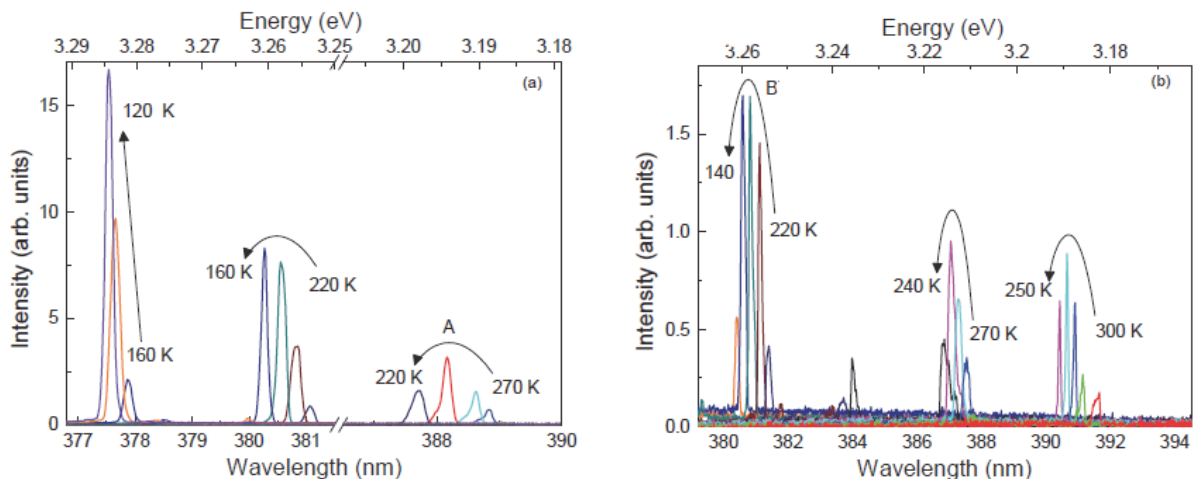 Energy (eV)
3.29 3.28 3.27 3.26 3.25 3.20 3.19 3.18
(a)
Intensity (arb. units)
15
10
5
0
120 K
160 K
160 K
220 K
A
220 K
270 K
377 378 379 380 381 388 390
Wavelength (nm)
Energy (eV)
3.26 3.24 3.22 3.2 3.18
(b)
Intensity (arb. units)
1.5
1.0
0.5
0.0
B
140
220 K
240 K
270 K
250 K
300 K
380 382 384 386 388 390 392 394
Wavelength (nm)